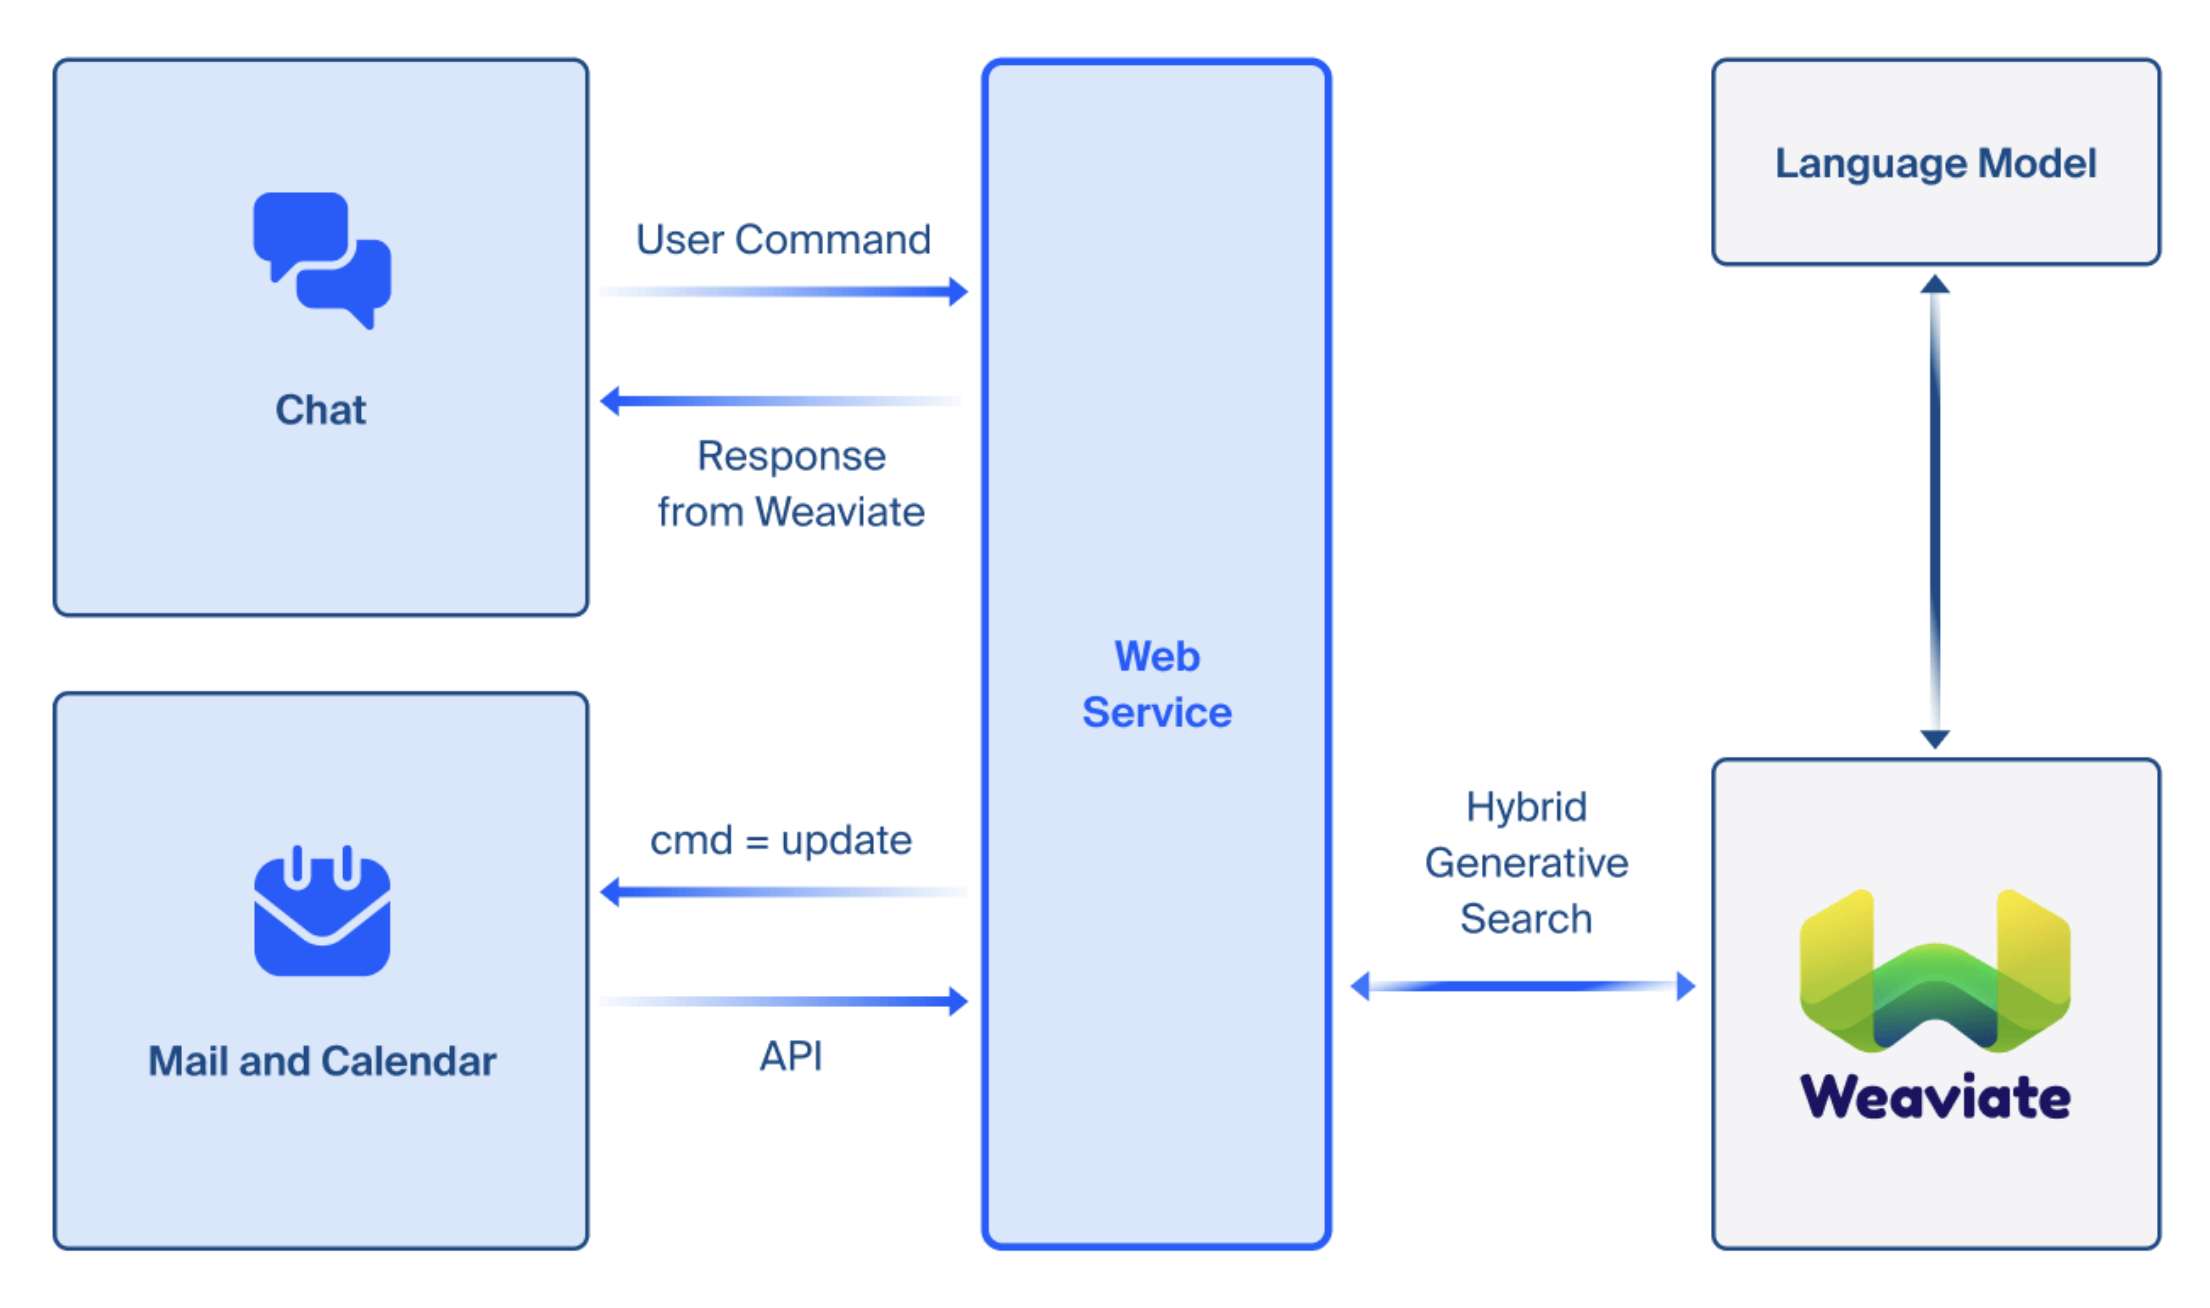 Chat
User Command
Response
from Weaviate
Mail and Calendar
cmd = update
API
Web
Service
Hybrid
Generative
Search
Language Model
Weaviate